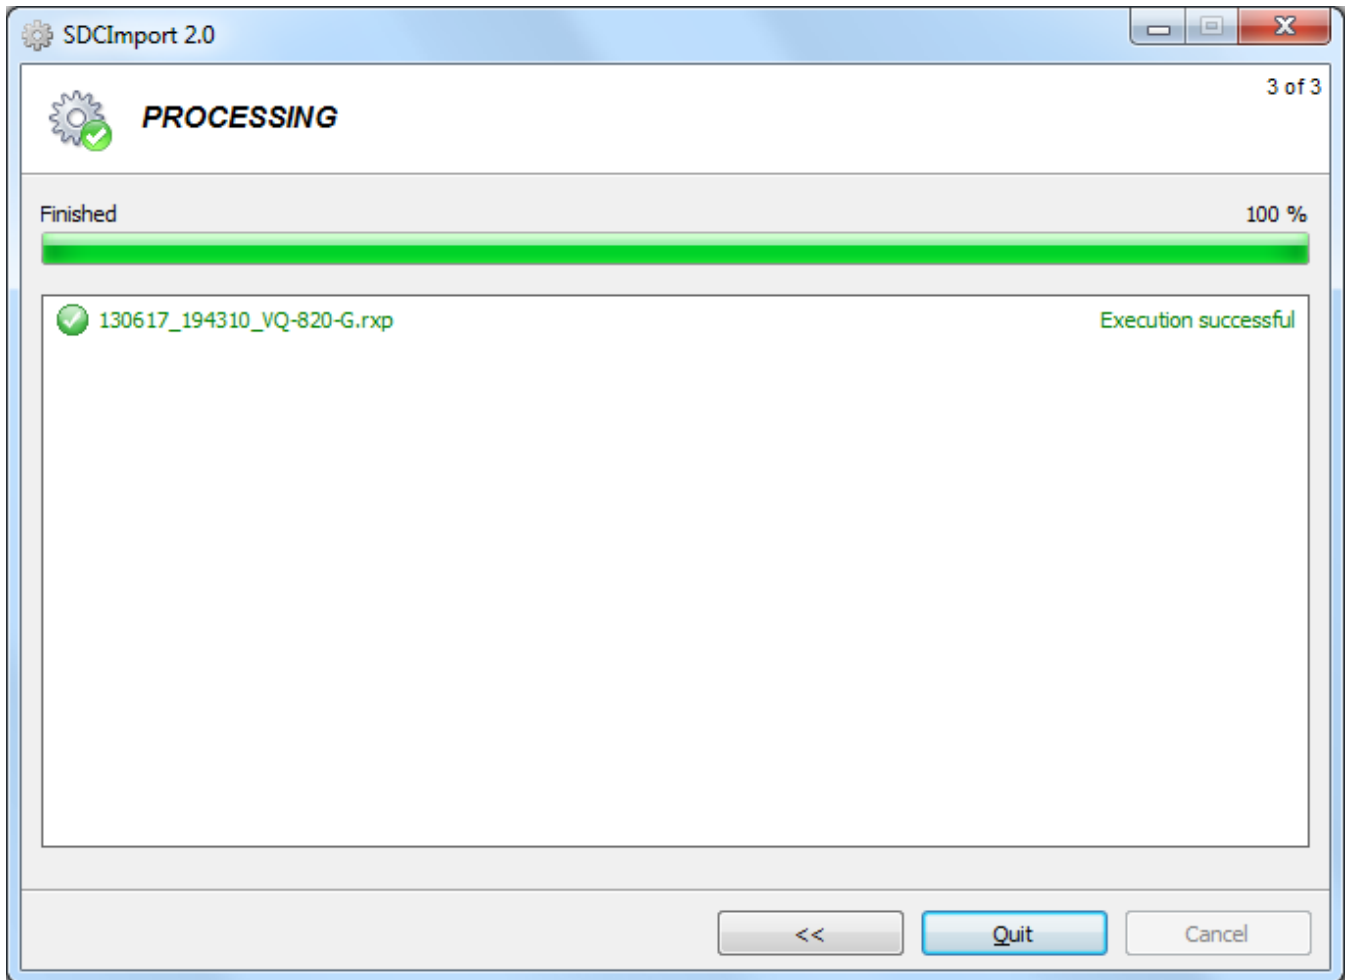 SDCImport 2.0
3 of 3
PROCESSING
Finished 100 %
130617_194310_VQ-820-G.rxp Execution successful
<< Quit Cancel